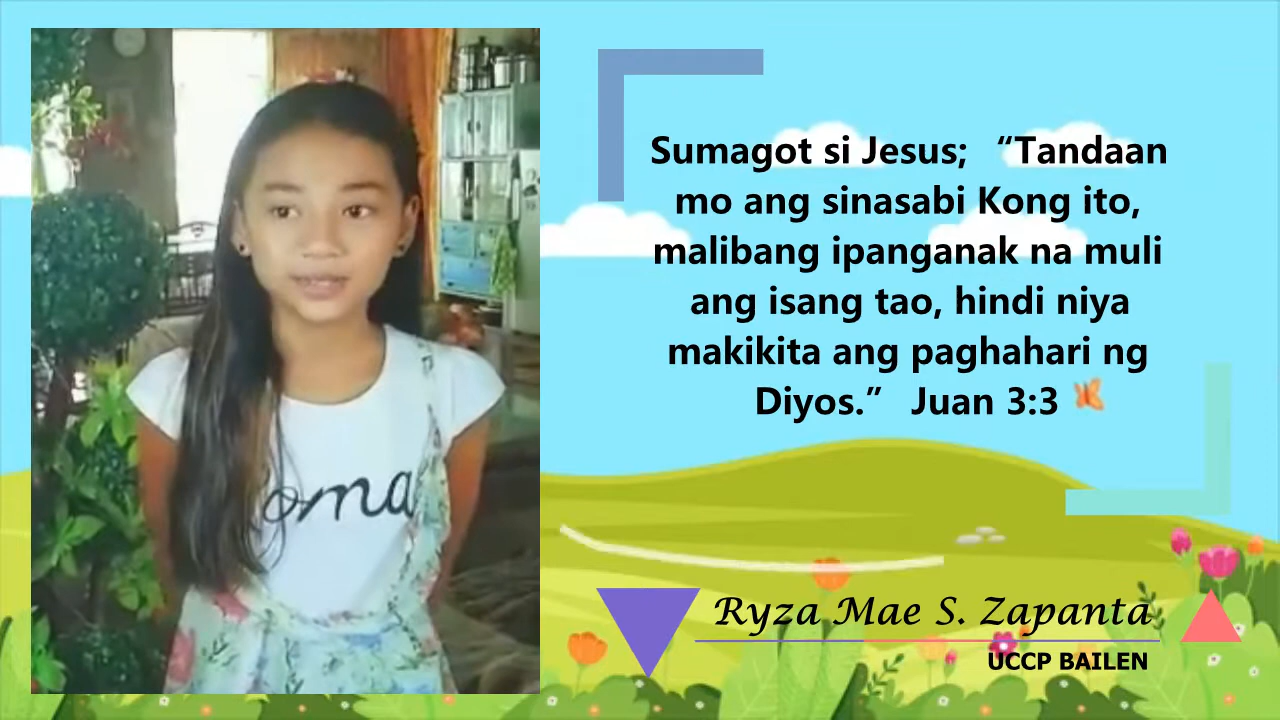 Sumagot si Jesus; “Tandaan
mo ang sinasabi Kong ito,
malibang ipanganak na muli
ang isang tao, hindi niya
makikita ang paghahari ng
Diyos.” Juan 3:3
oma
Ryza Mae S. Zapanta
UCCP BAILEN